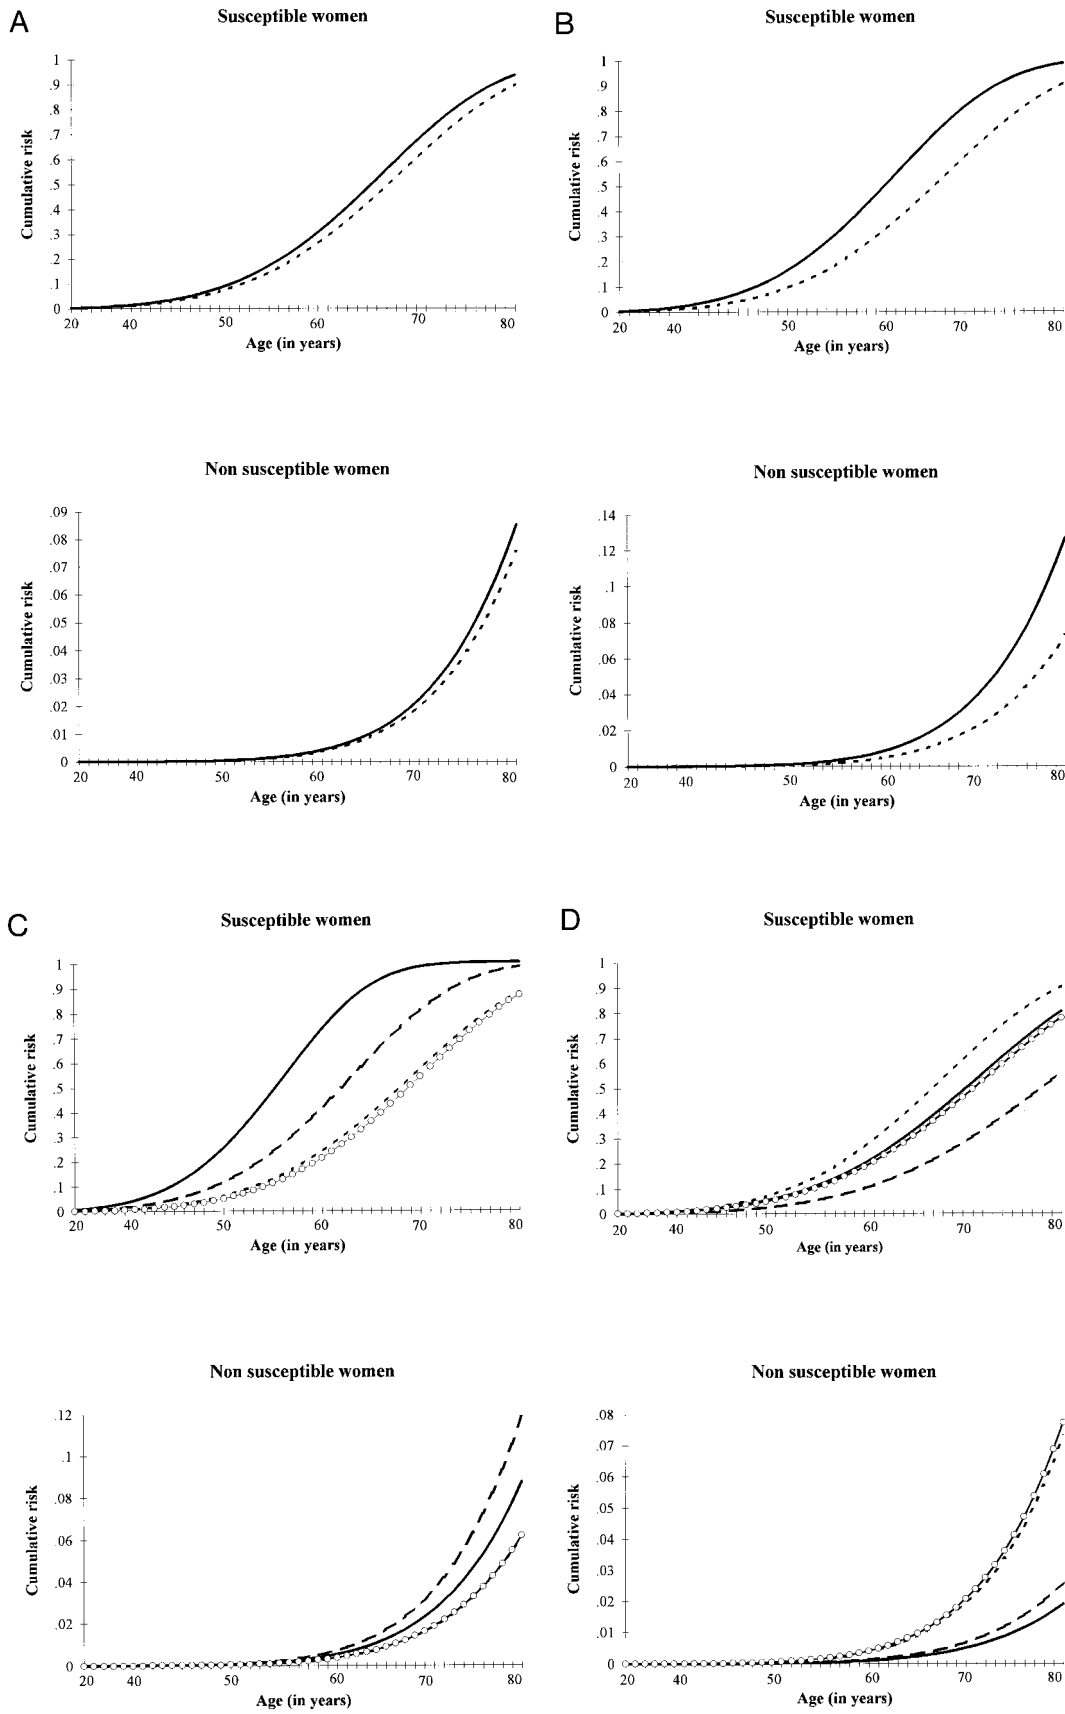 A
Susceptible women
1
.9
.8
.7
.6
.5
.4
.3
.2
.1
0
Cumulative risk
20 40 50 60 70 80
Age (in years)
B
Susceptible women
1
.9
.8
.7
.6
.5
.4
.3
.2
.1
0
Cumulative risk
20 40 50 60 70 80
Age (in years)
Non susceptible women
.09
.08
.07
.06
.05
.04
.03
.02
.01
0
Cumulative risk
20 40 50 60 70 80
Age (in years)
Non susceptible women
.14
.12
.1
.08
.06
.04
.02
0
Cumulative risk
20 40 50 60 70 80
Age (in years)
C
Susceptible women
1
.9
.8
.7
.6
.5
.4
.3
.2
.1
0
Cumulative risk
20 40 50 60 70 80
Age (in years)
D
Susceptible women
1
.9
.8
.7
.6
.5
.4
.3
.2
.1
0
Cumulative risk
20 40 50 60 70 80
Age (in years)
Non susceptible women
.12
.1
.08
.06
.04
.02
0
Cumulative risk
20 40 50 60 70 80
Age (in years)
Non susceptible women
.08
.07
.06
.05
.04
.03
.02
.01
0
Cumulative risk
20 40 50 60 70 80
Age (in years)